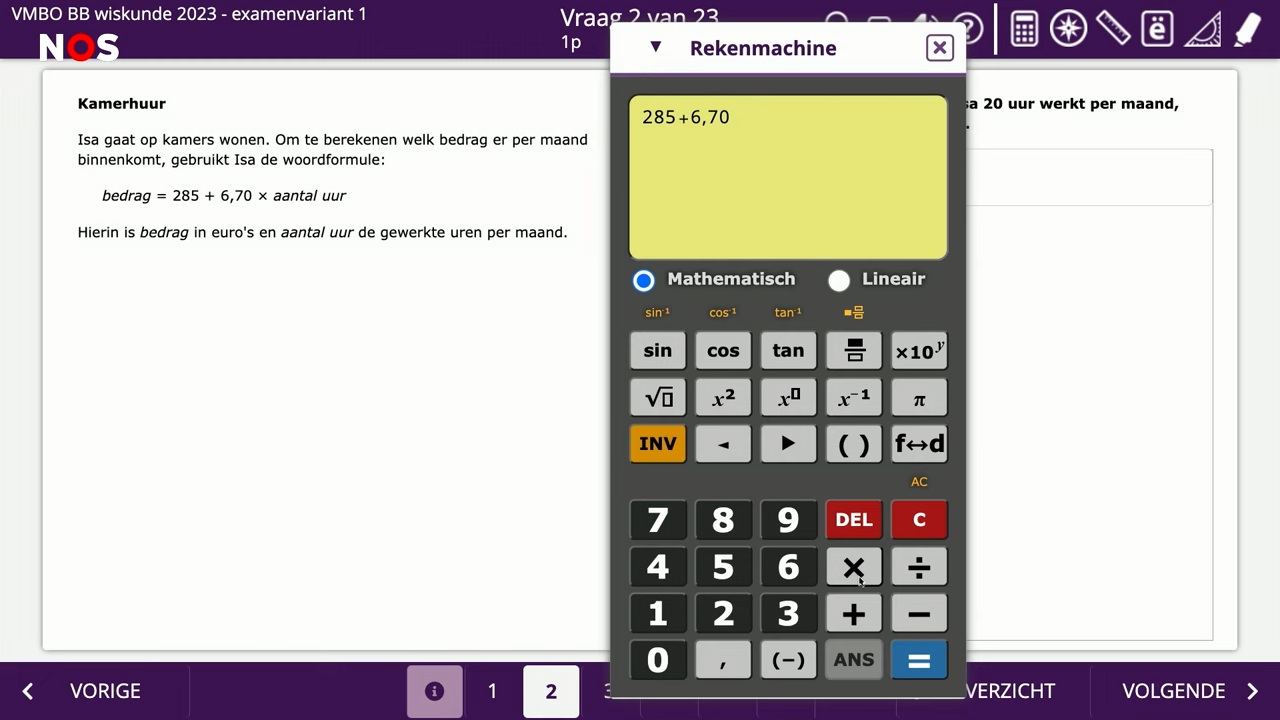 VMBO BB wiskunde 2023 - examenvariant 1
Vraag 2 van 23
1p
NOS
Kamerhuur
Isa gaat op kamers wonen. Om te berekenen welk bedrag er per maand
binnenkomt, gebruikt Isa de woordformule:
bedrag = 285 + 6,70 × aantal uur
Hierin is bedrag in euro's en aantal uur de gewerkte uren per maand.
20 uur werkt per maand,
▼ Rekenmachine
285+6,70
Mathematisch Lineair
sin-1 cos-1 tan-1
sin cos tan ×10^y
√ x² x▯ x⁻¹ π
INV ◄ ► ( ) f↔d
AC
7 8 9 DEL C
4 5 6 × ÷
1 2 3 + −
0 , (−) ANS =
VORIGE 1 2 VERZICHT VOLGENDE